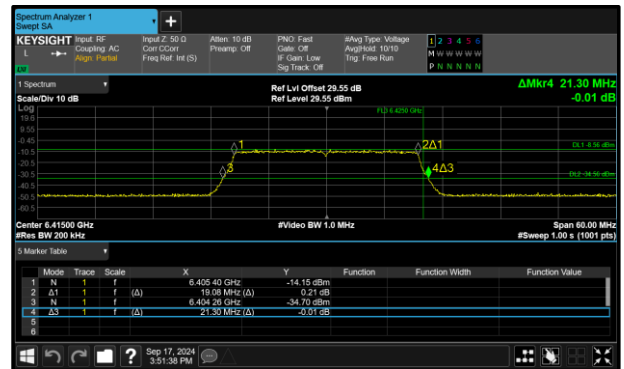 Spectrum Analyzer 1
Swept SA
+
KEYSIGHT Input: RF Input Z: 50 Ω Atten: 10 dB PNO: Fast #Avg Type: Voltage 1 2 3 4 5 6
L Coupling: AC Corr CCorr Preamp: Off Gate: Off Avg|Hold: 10/10 M W W W W W
Align: Partial Freq Ref: Int (S) IF Gain: Low Trig: Free Run
LXI Sig Track: Off P N N N N N
1 Spectrum Ref Lvl Offset 29.55 dB ΔMkr4 21.30 MHz
Scale/Div 10 dB Ref Level 29.55 dBm -0.01 dB
Log
19.6 FL3 6.4250 GHz
9.55
-0.45
-10.5 1 2Δ1 DL1 -8.56 dBm
-20.5
-30.5 3 4Δ3 DL2 -34.56 dBm
-40.5
-50.5
-60.5
Center 6.41500 GHz #Video BW 1.0 MHz Span 60.00 MHz
#Res BW 200 kHz #Sweep 1.00 s (1001 pts)
5 Marker Table
Mode Trace Scale X Y Function Function Width Function Value
1 N 1 f 6.405 40 GHz -14.15 dBm
2 Δ1 1 f (Δ) 19.08 MHz (Δ) 0.21 dB
3 N 1 f 6.404 26 GHz -34.70 dBm
4 Δ3 1 f (Δ) 21.30 MHz (Δ) -0.01 dB
5
6
? Sep 17, 2024
3:51:38 PM